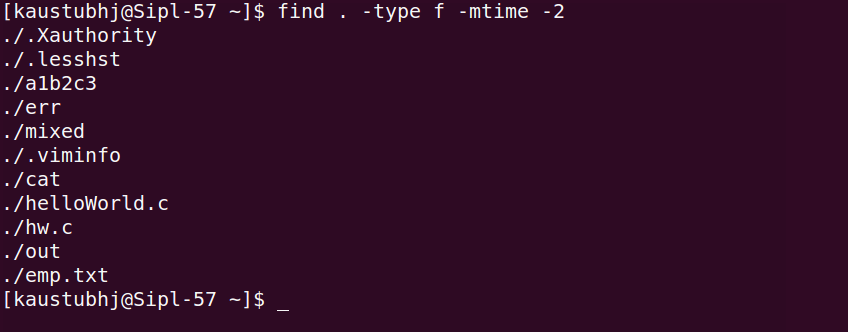 [kaustubhj@Sipl-57 ~]$ find . -type f -mtime -2
./.Xauthority
./.lesshst
./a1b2c3
./err
./mixed
./.viminfo
./cat
./helloWorld.c
./hw.c
./out
./emp.txt
[kaustubhj@Sipl-57 ~]$ _